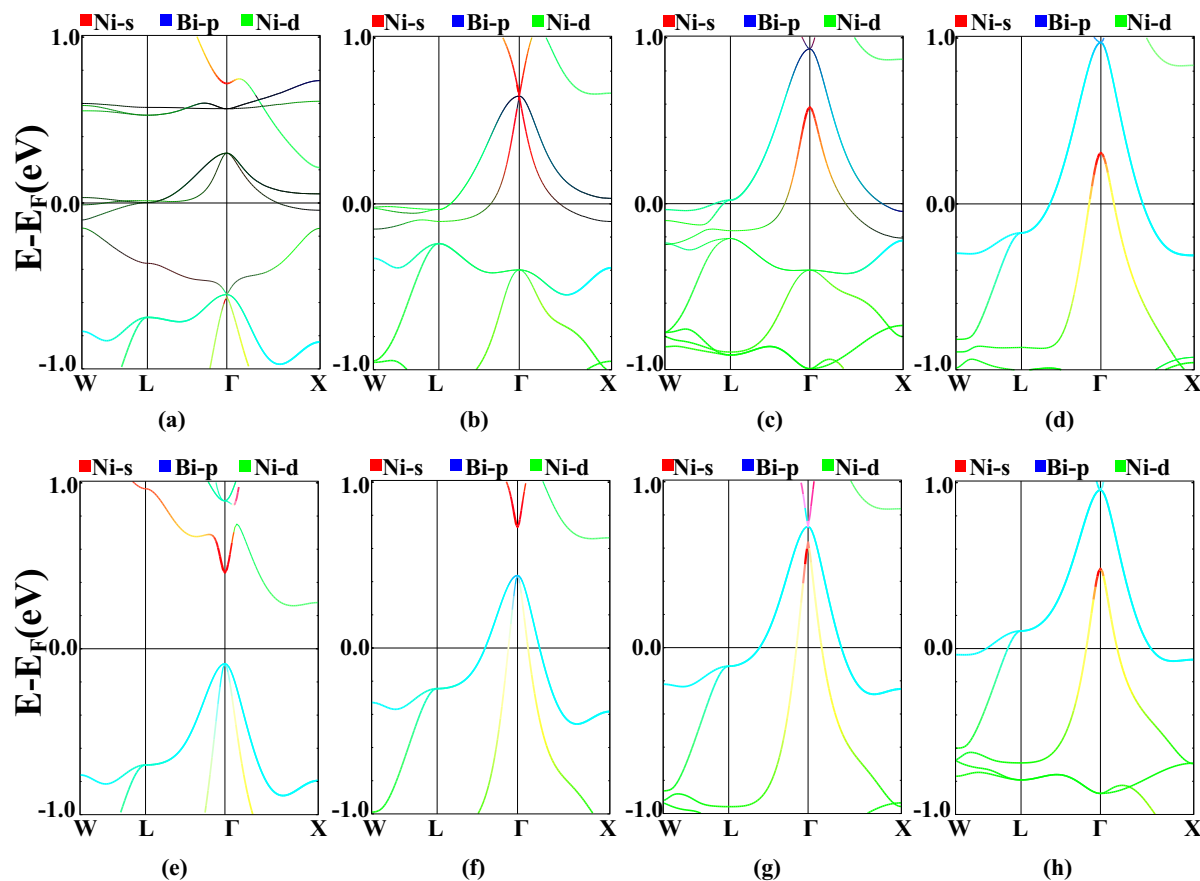 Ni-s Bi-p Ni-d Ni-s Bi-p Ni-d Ni-s Bi-p Ni-d Ni-s Bi-p Ni-d
1.0 1.0 1.0 1.0
E-E_F(eV)
0.0 0.0 0.0 0.0
-1.0 -1.0 -1.0 -1.0
W L Γ X W L Γ X W L Γ X W L Γ X
(a) (b) (c) (d)
Ni-s Bi-p Ni-d Ni-s Bi-p Ni-d Ni-s Bi-p Ni-d Ni-s Bi-p Ni-d
1.0 1.0 1.0 1.0
E-E_F(eV)
0.0 0.0 0.0 0.0
-1.0 -1.0 -1.0 -1.0
W L Γ X W L Γ X W L Γ X W L Γ X
(e) (f) (g) (h)